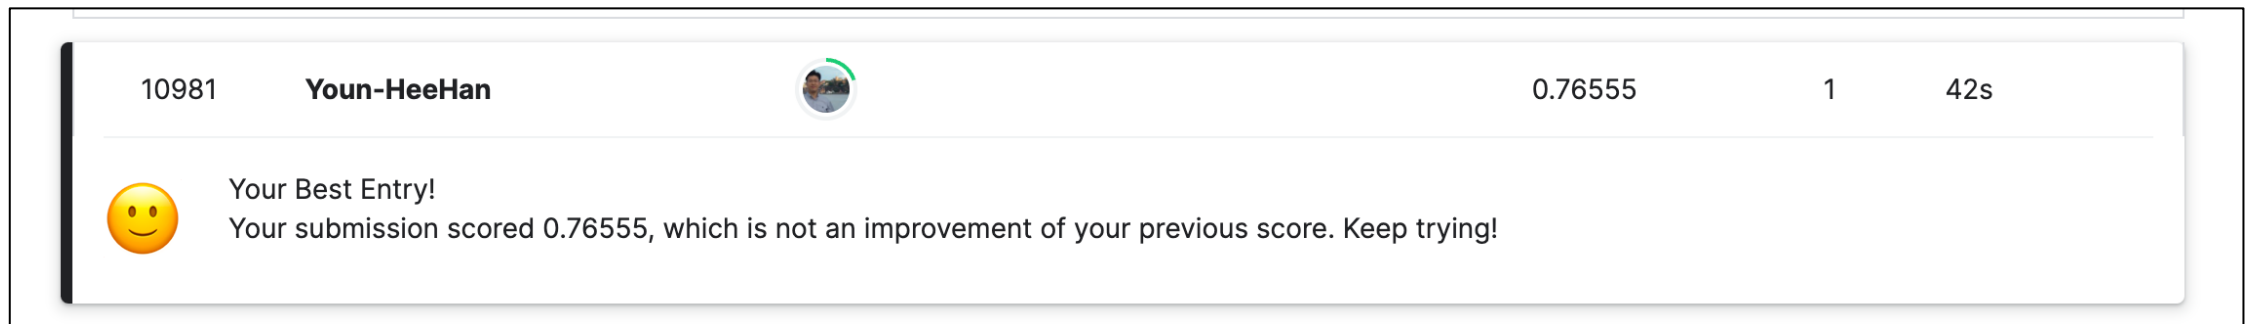 10981 Youn-HeeHan 0.76555 1 42s
Your Best Entry!
Your submission scored 0.76555, which is not an improvement of your previous score. Keep trying!